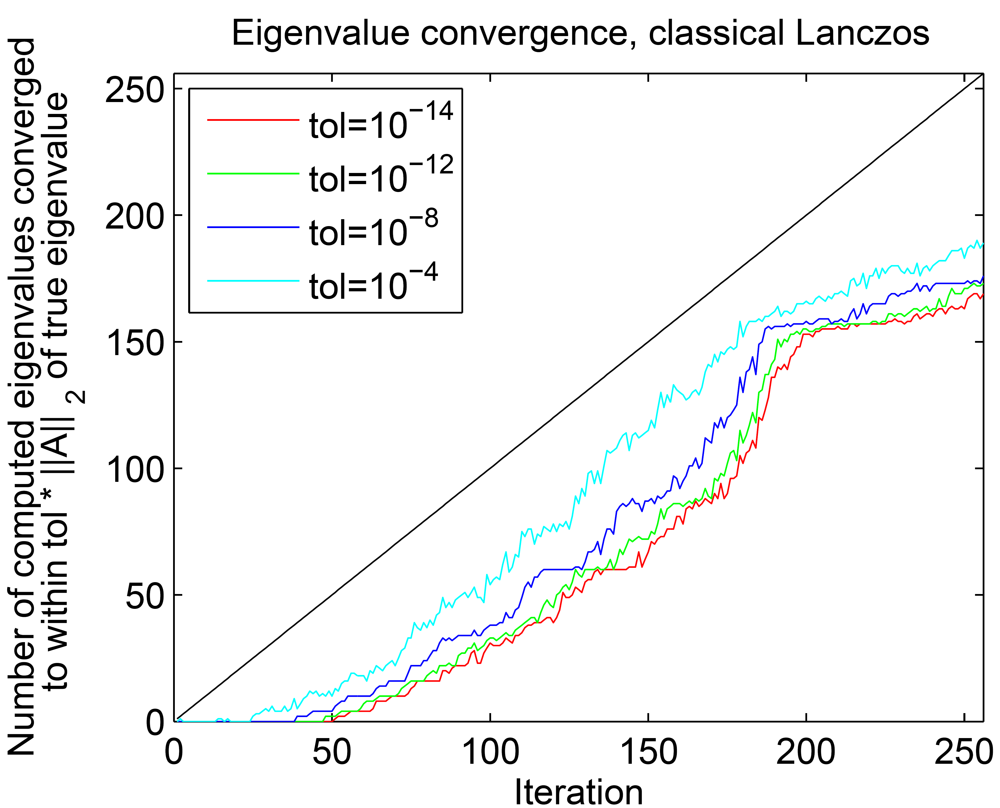 Eigenvalue convergence, classical Lanczos
Number of computed eigenvalues converged
to within tol* ||A||₂ of true eigenvalue
250
200
150
100
50
0
tol=10⁻¹⁴
tol=10⁻¹²
tol=10⁻⁸
tol=10⁻⁴
0 50 100 150 200 250
Iteration